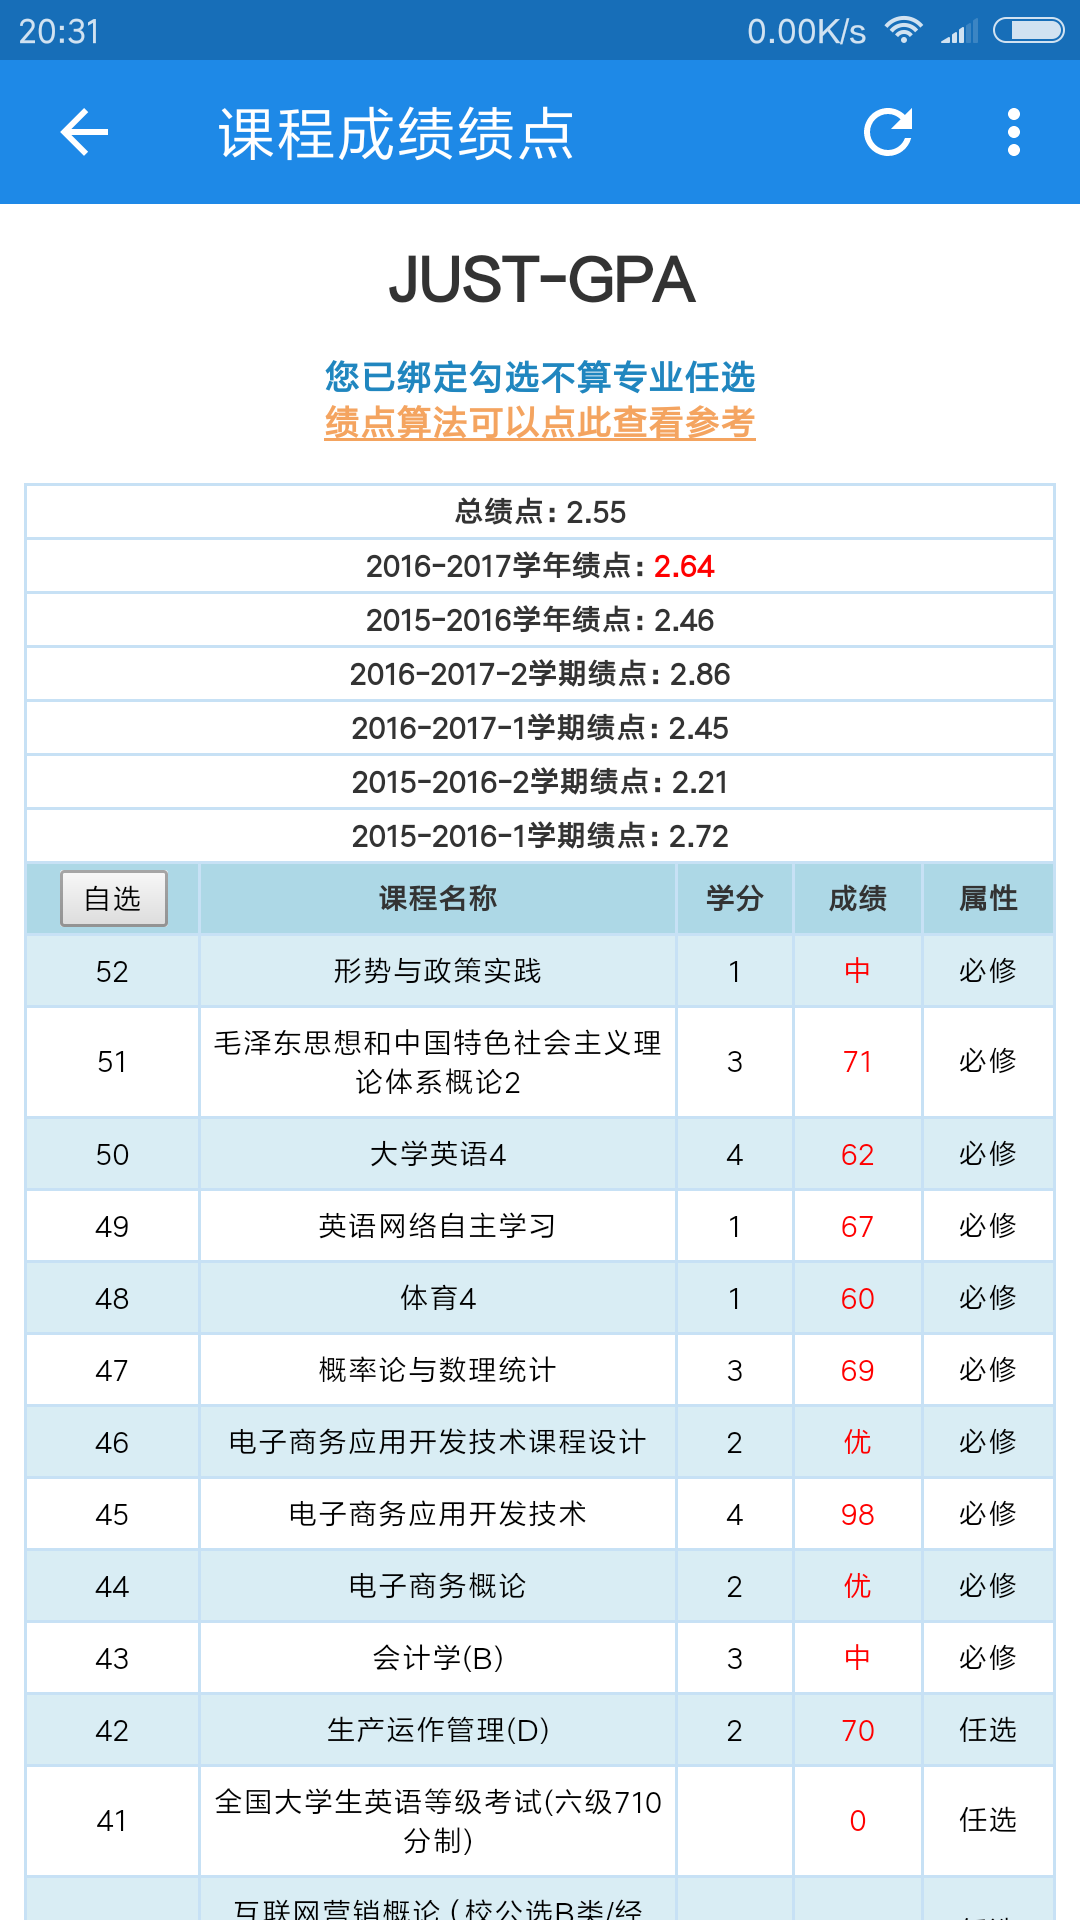 20:31 0.00K/s
课程成绩绩点
JUST-GPA
您已绑定勾选不算专业任选
绩点算法可以点此查看参考
总绩点: 2.55
2016-2017学年绩点: 2.64
2015-2016学年绩点: 2.46
2016-2017-2学期绩点: 2.86
2016-2017-1学期绩点: 2.45
2015-2016-2学期绩点: 2.21
2015-2016-1学期绩点: 2.72
自选 课程名称 学分 成绩 属性
52 形势与政策实践 1 中 必修
51 毛泽东思想和中国特色社会主义理 3 71 必修
论体系概论2
50 大学英语4 4 62 必修
49 英语网络自主学习 1 67 必修
48 体育4 1 60 必修
47 概率论与数理统计 3 69 必修
46 电子商务应用开发技术课程设计 2 优 必修
45 电子商务应用开发技术 4 98 必修
44 电子商务概论 2 优 必修
43 会计学(B) 3 中 必修
42 生产运作管理(D) 2 70 任选
41 全国大学生英语等级考试(六级710 0 任选
分制)
互联网营销概论（校公选B类/经